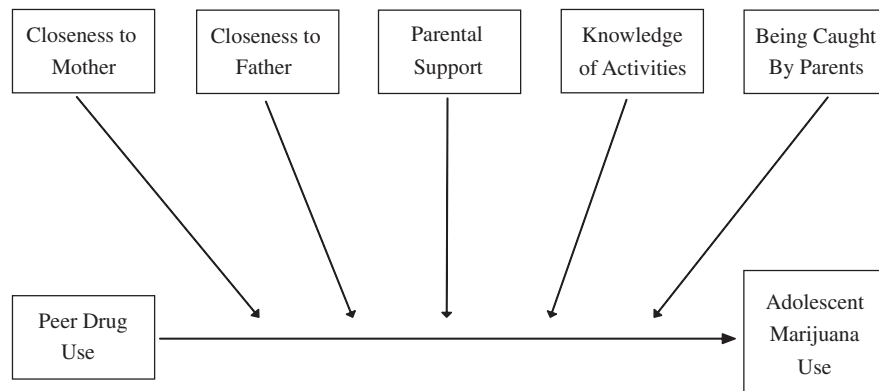 Closeness to
Mother
Closeness to
Father
Parental
Support
Knowledge
of Activities
Being Caught
By Parents
Peer Drug
Use
Adolescent
Marijuana
Use